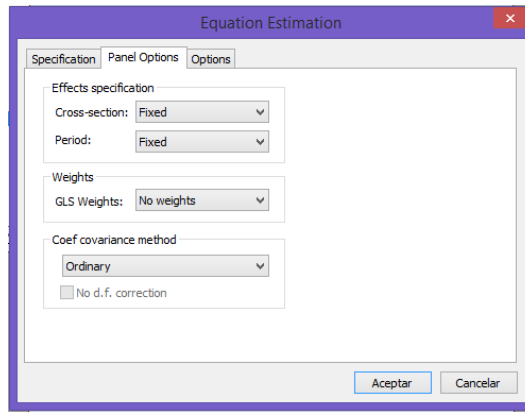 Equation Estimation
Specification Panel Options Options
Effects specification
Cross-section: Fixed
Period: Fixed
Weights
GLS Weights: No weights
Coef covariance method
Ordinary
No d.f. correction
Aceptar Cancelar